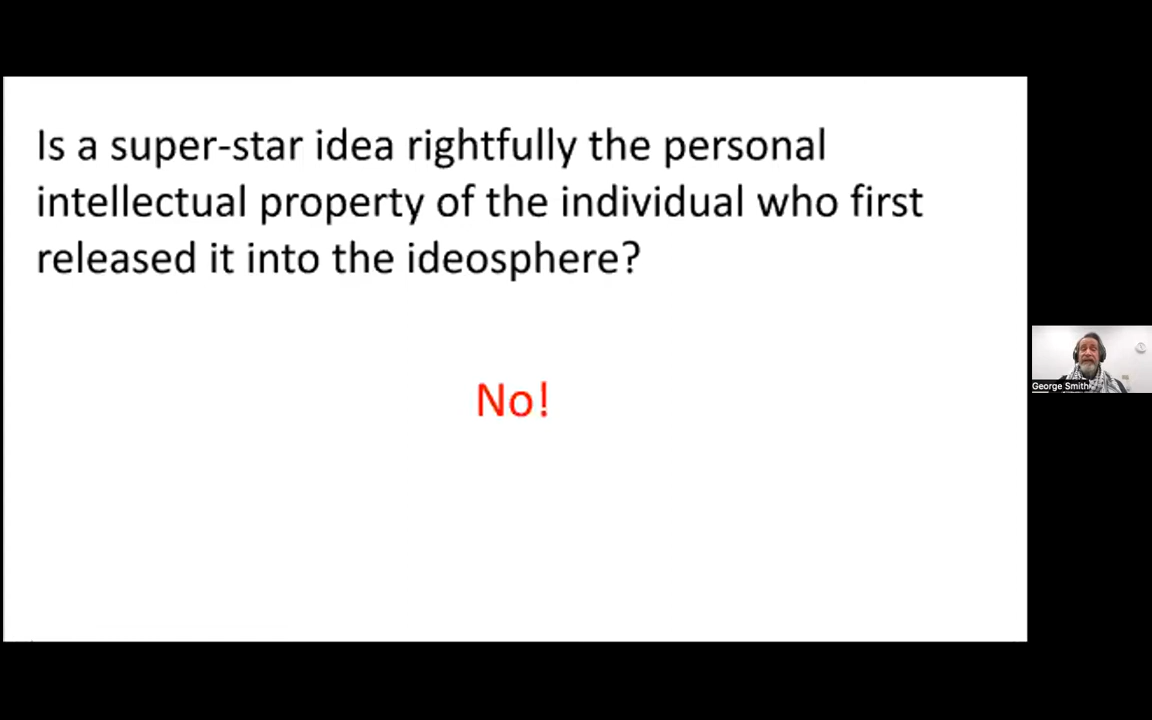 Is a super-star idea rightfully the personal
intellectual property of the individual who first
released it into the ideosphere?
No!
George Smith